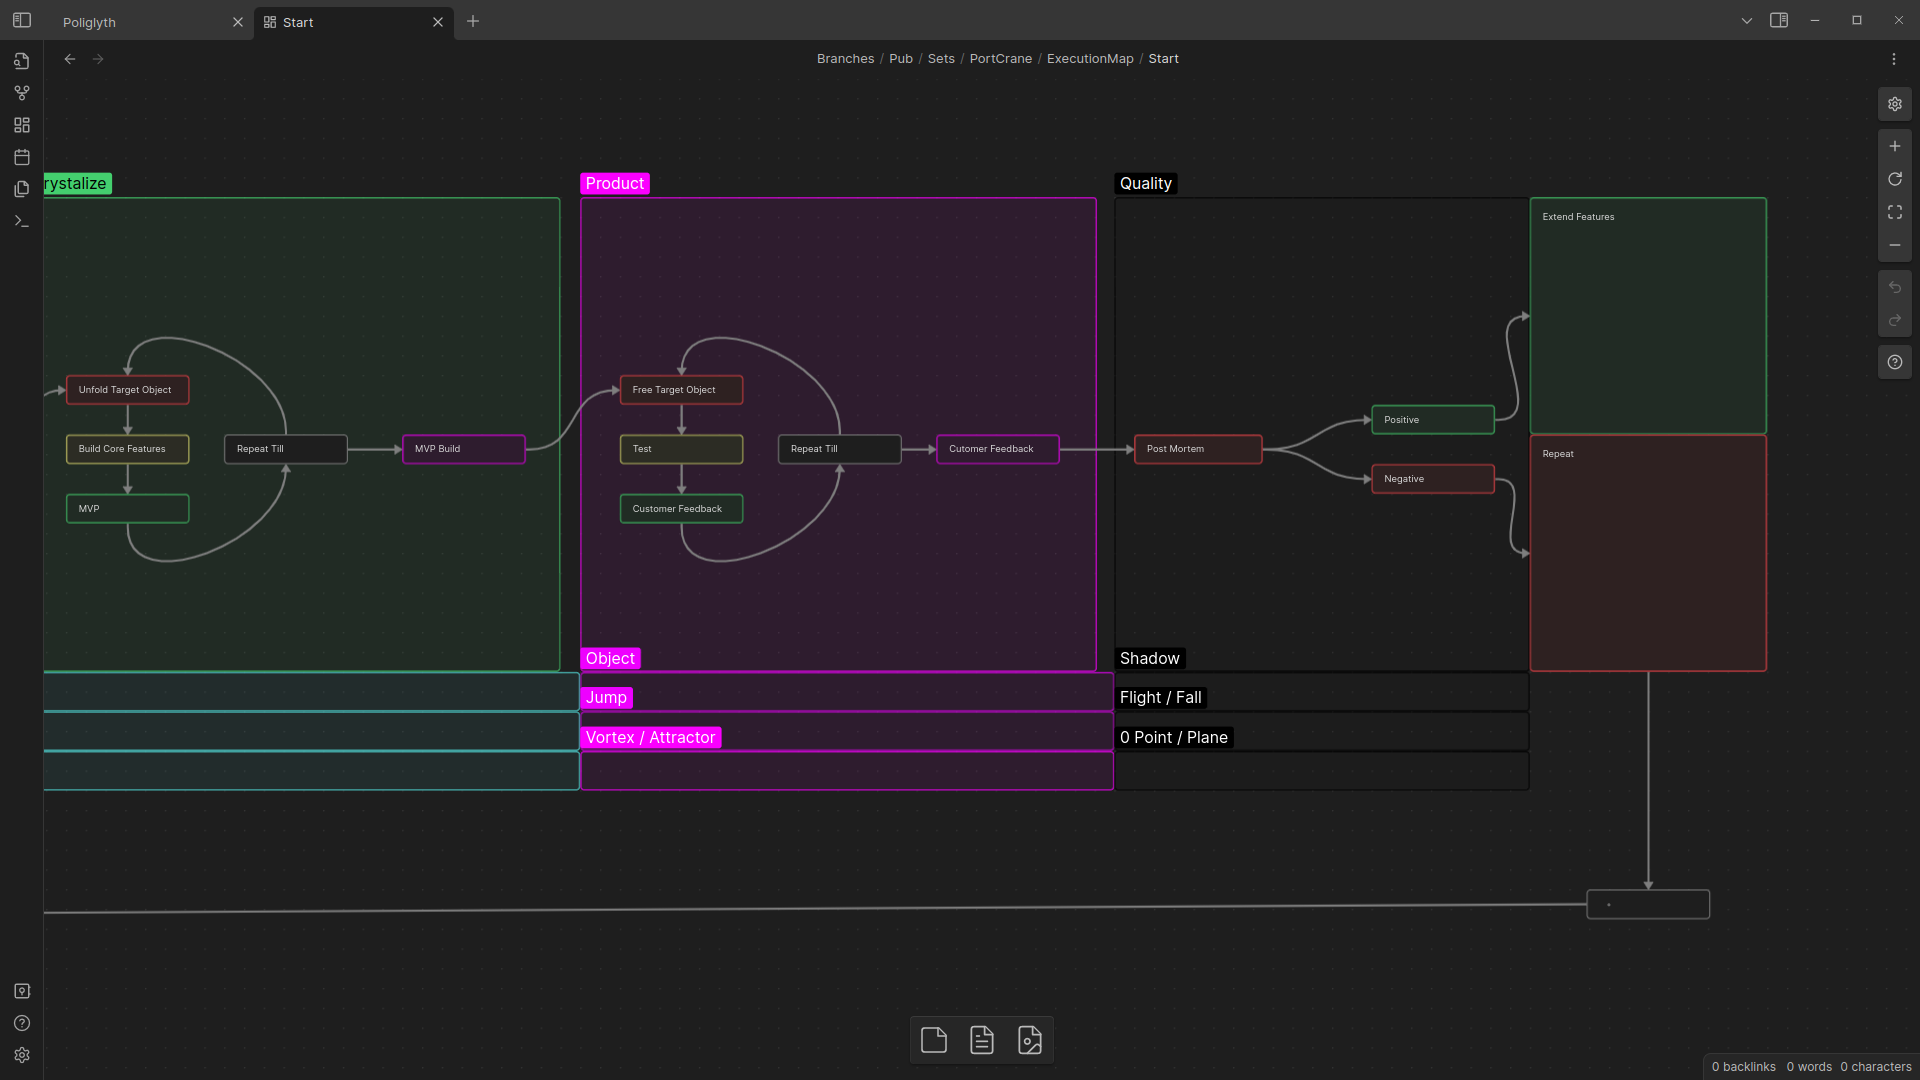 Poliglyth
Start
Branches / Pub / Sets / PortCrane / ExecutionMap / Start
rystalize
Product
Quality
Extend Features
Unfold Target Object
Free Target Object
Positive
Build Core Features
Repeat Till
MVP Build
Test
Repeat Till
Cutomer Feedback
Post Mortem
Repeat
Negative
MVP
Customer Feedback
Object
Shadow
Jump
Flight / Fall
Vortex / Attractor
0 Point / Plane
0 backlinks 0 words 0 characters